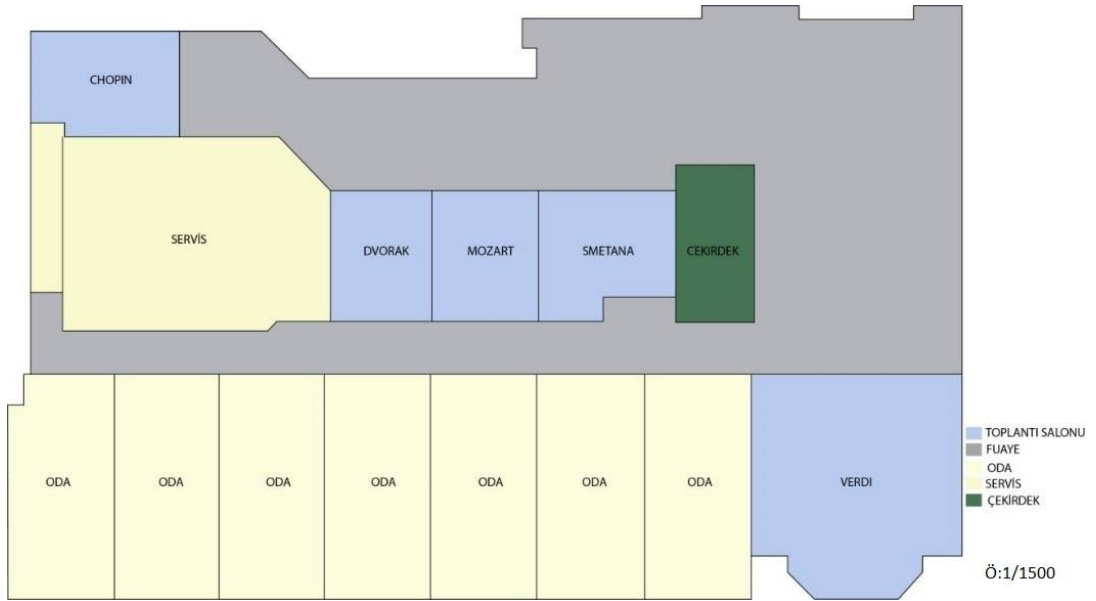 CHOPIN
SERVİS
DVORAK
MOZART
SMETANA
ÇEKIRDEK
ODA
ODA
ODA
ODA
ODA
ODA
ODA
VERDI
TOPLANTI SALONU
FUAYE
ODA
SERVİS
ÇEKİRDEK
Ö:1/1500